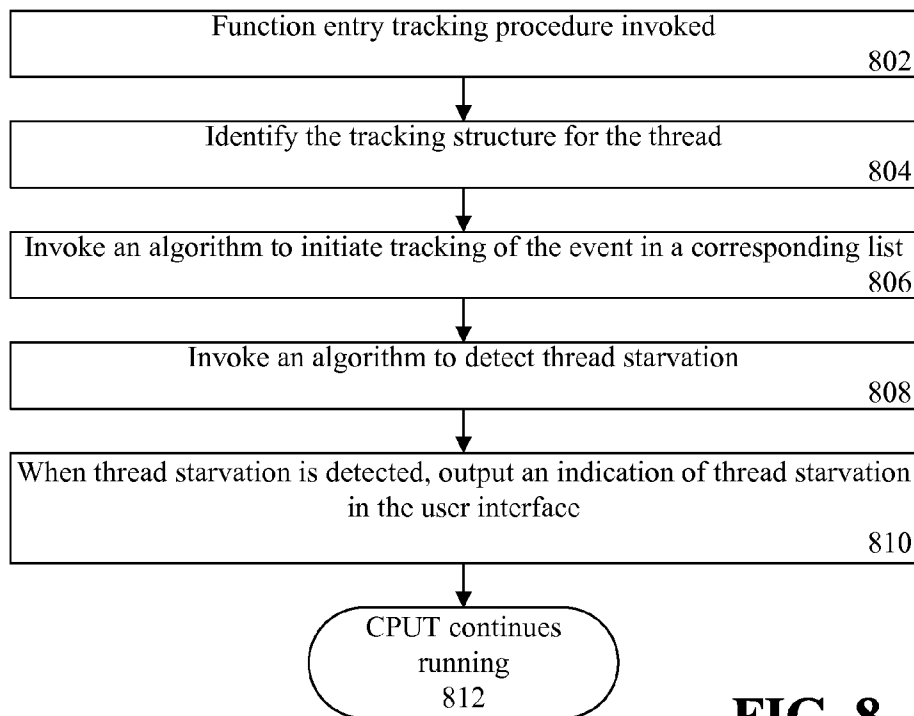 Function entry tracking procedure invoked
802
Identify the tracking structure for the thread
804
Invoke an algorithm to initiate tracking of the event in a corresponding list
806
Invoke an algorithm to detect thread starvation
808
When thread starvation is detected, output an indication of thread starvation
in the user interface
810
CPUT continues
running
812
FIG. 8